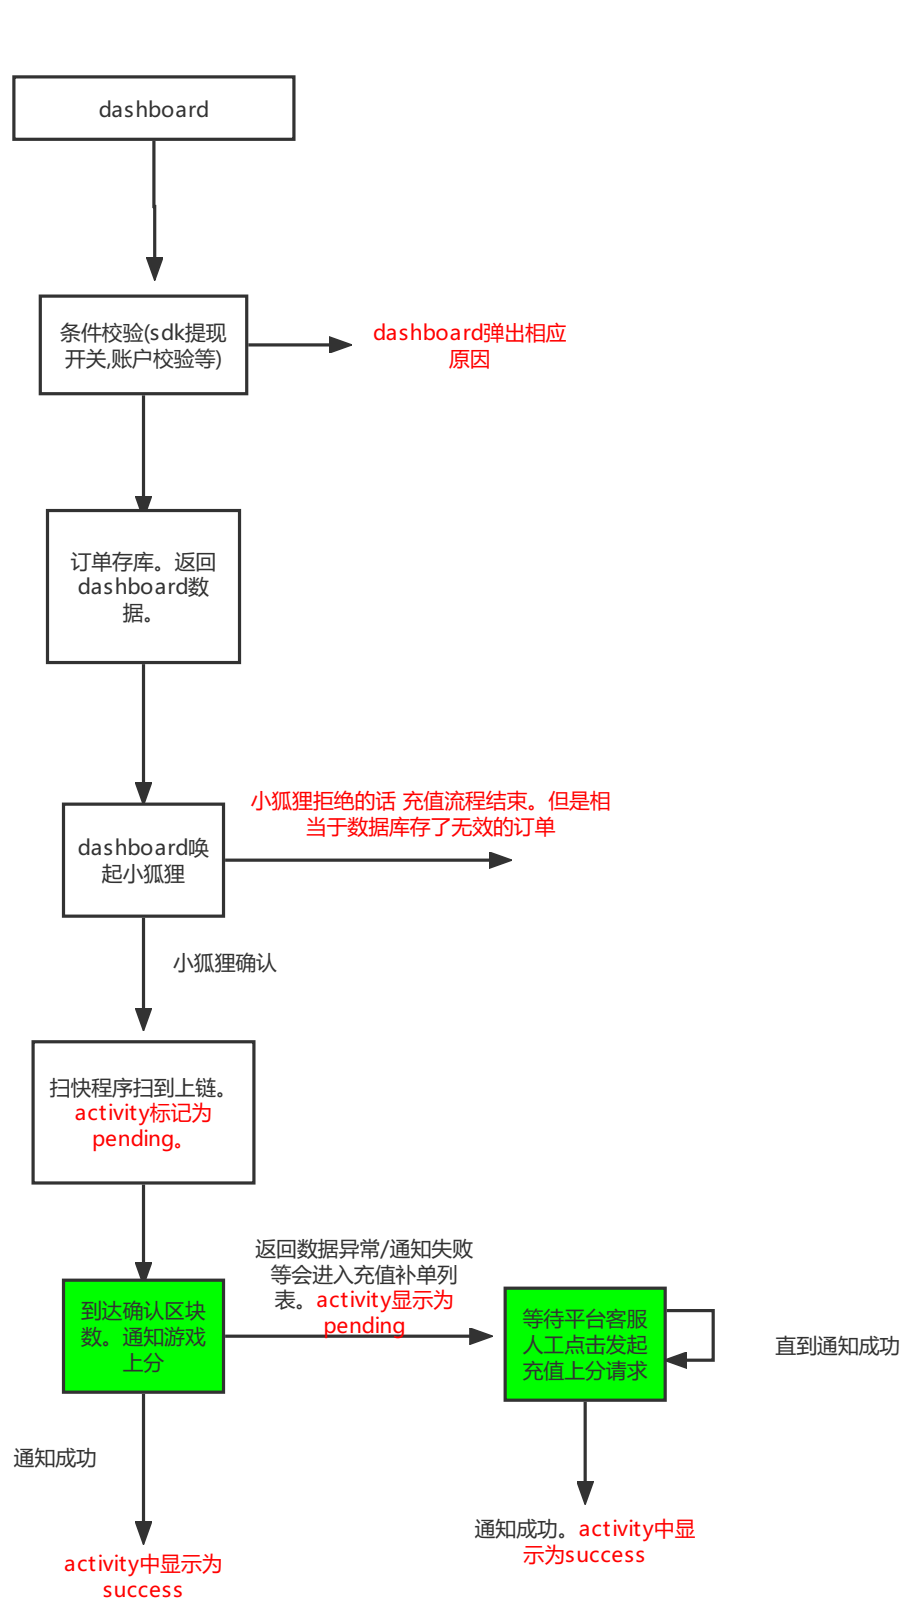 dashboard
条件校验(sdk提现
开关,账户校验等)
dashboard弹出相应
原因
订单存库。返回
dashboard数
据。
小狐狸拒绝的话 充值流程结束。但是相
当于数据库存了无效的订单
dashboard唤
起小狐狸
小狐狸确认
扫快程序扫到上链。
activity标记为
pending。
返回数据异常/通知失败
等会进入充值补单列
表。activity显示为
pending
到达确认区块
数。通知游戏
上分
等待平台客服
人工点击发起
充值上分请求
直到通知成功
通知成功
通知成功。activity中显
示为success
activity中显示为
success